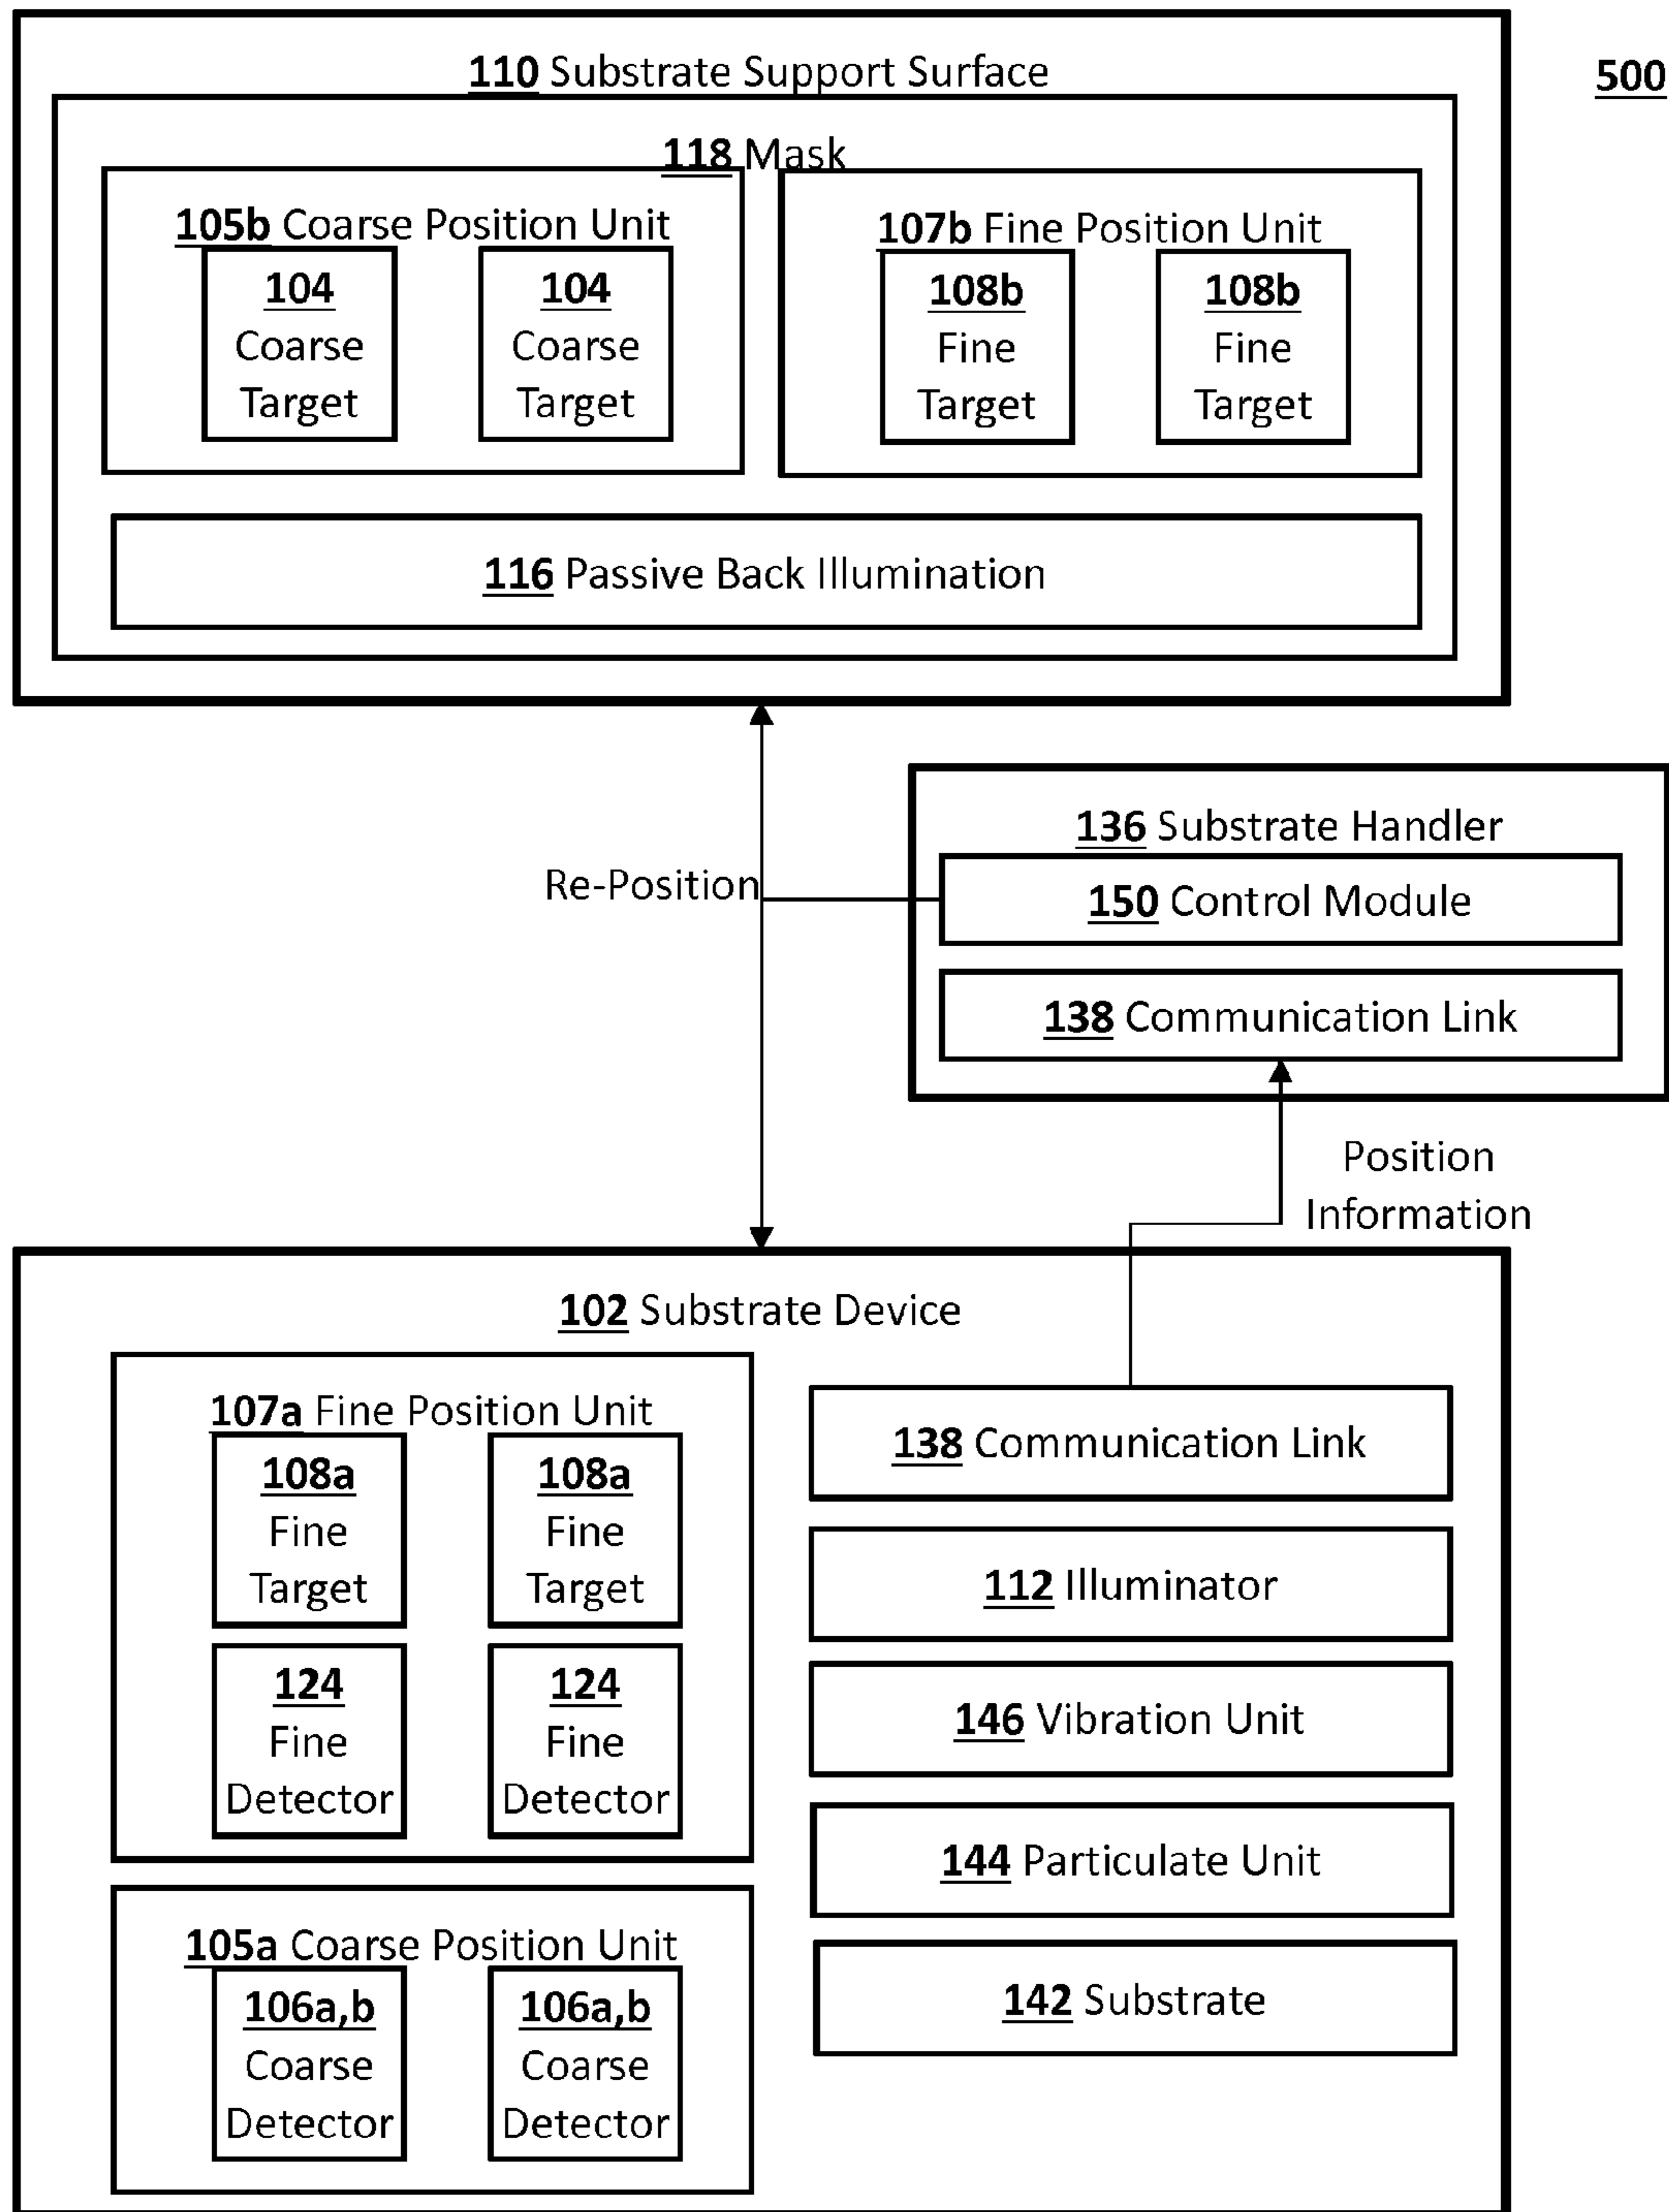 110 Substrate Support Surface
500
118 Mask
105b Coarse Position Unit
104
Coarse
Target
104
Coarse
Target
107b Fine Position Unit
108b
Fine
Target
108b
Fine
Target
116 Passive Back Illumination
136 Substrate Handler
150 Control Module
138 Communication Link
Re-Position
Position
Information
102 Substrate Device
107a Fine Position Unit
108a
Fine
Target
108a
Fine
Target
124
Fine
Detector
124
Fine
Detector
105a Coarse Position Unit
106a,b
Coarse
Detector
106a,b
Coarse
Detector
138 Communication Link
112 Illuminator
146 Vibration Unit
144 Particulate Unit
142 Substrate